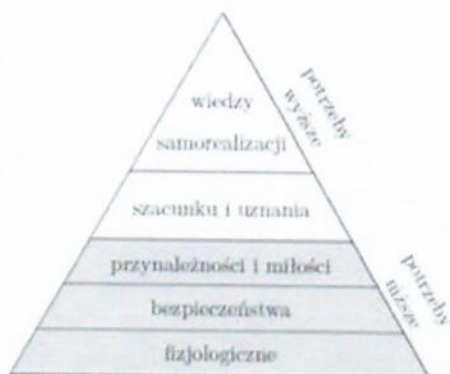 wiedzy
samorealizacji
szacunku i uznania
przynależności i miłości
bezpieczeństwa
fizjologiczne
potrzeby
wyższe
potrzeby
niższe